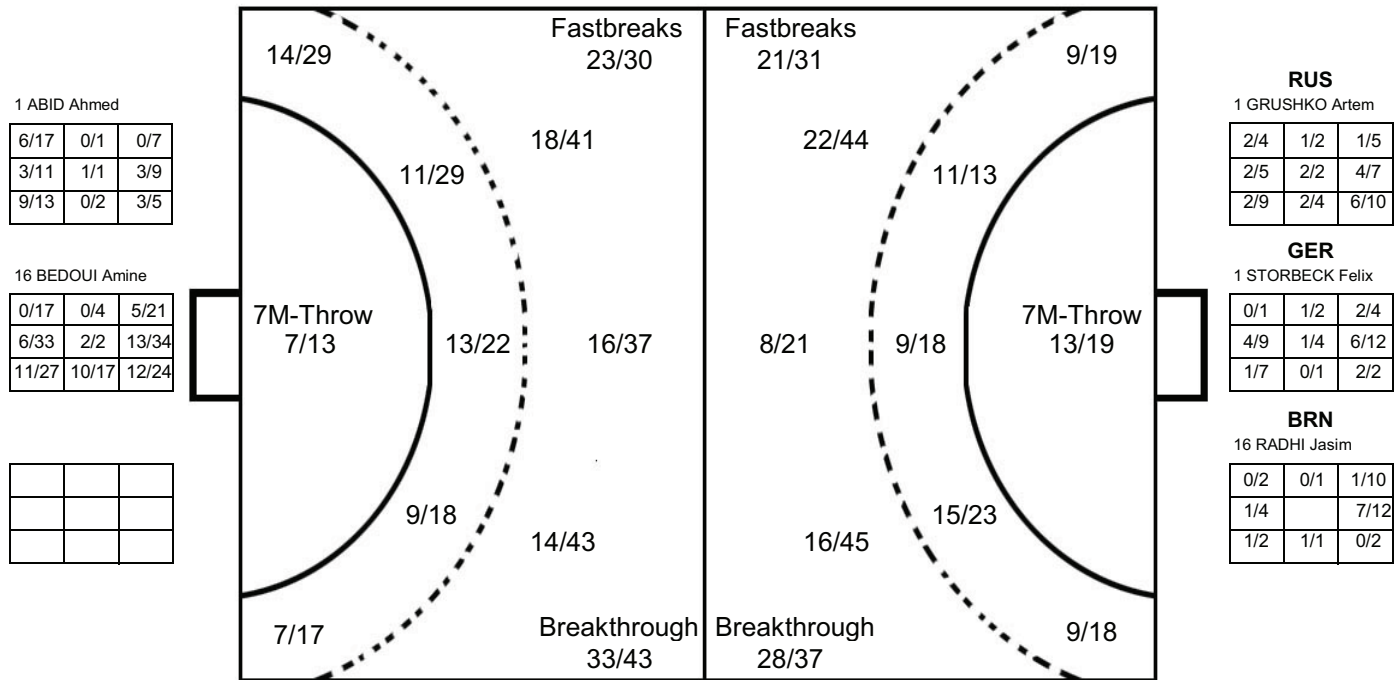 1 ABID Ahmed
6/17 0/1 0/7
3/11 1/1 3/9
9/13 0/2 3/5
16 BEDOUI Amine
0/17 0/4 5/21
6/33 2/2 13/34
11/27 10/17 12/24
14/29
Fastbreaks
23/30
18/41
11/29
7M-Throw
7/13
13/22
16/37
9/18
14/43
7/17
Breakthrough
33/43
Fastbreaks
21/31
9/19
22/44
11/13
8/21
9/18
7M-Throw
13/19
15/23
16/45
Breakthrough
28/37
9/18
RUS
1 GRUSHKO Artem
2/4 1/2 1/5
2/5 2/2 4/7
2/9 2/4 6/10
GER
1 STORBECK Felix
0/1 1/2 2/4
4/9 1/4 6/12
1/7 0/1 2/2
BRN
16 RADHI Jasim
0/2 0/1 1/10
1/4 7/12
1/2 1/1 0/2